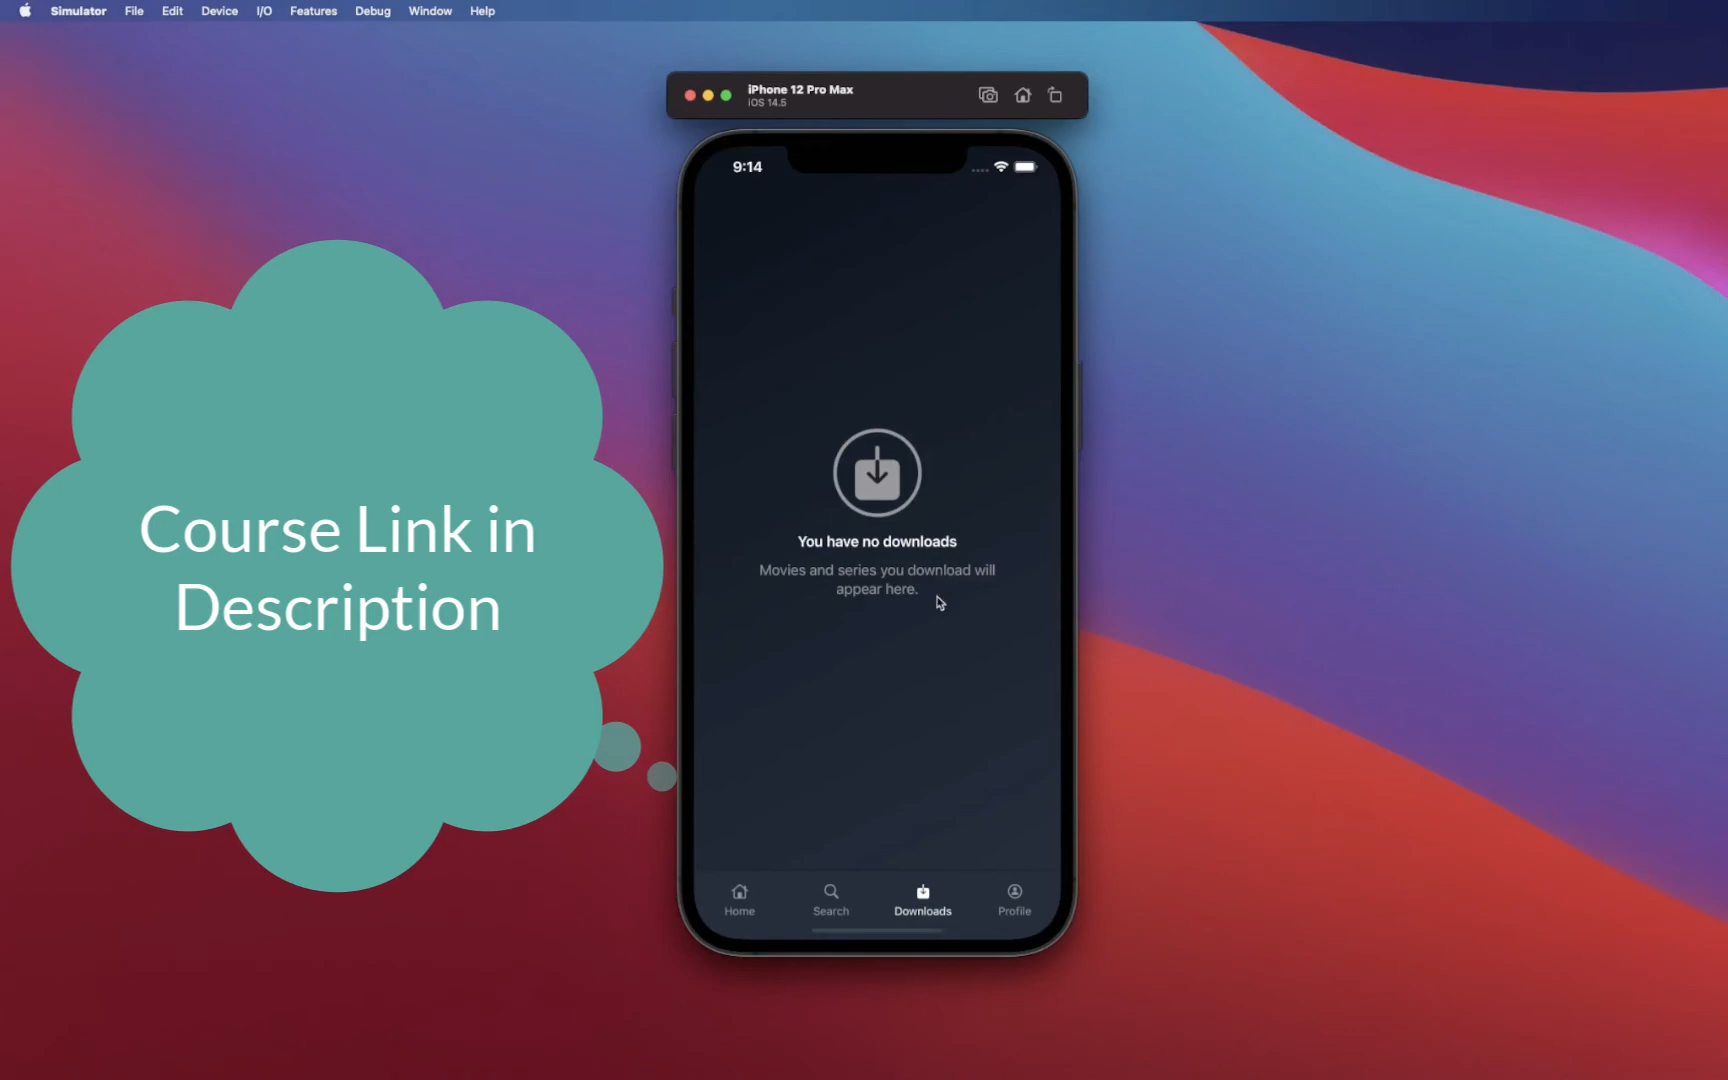 Simulator File Edit Device I/O Features Debug Window Help
iPhone 12 Pro Max
iOS 14.5
9:14
Course Link in
Description
You have no downloads
Movies and series you download will
appear here.
Home Search Downloads Profile